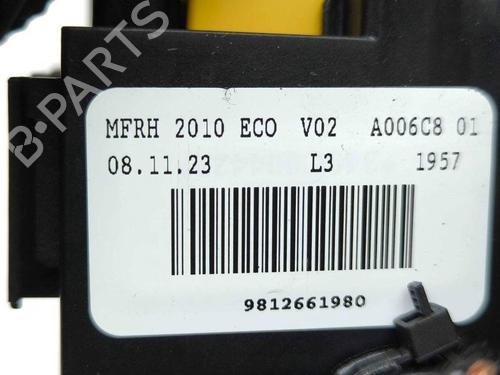 MFRH 2010 ECO V02 A006C8 01
08.11.23 L3 1957
9812661980
B-PARTS